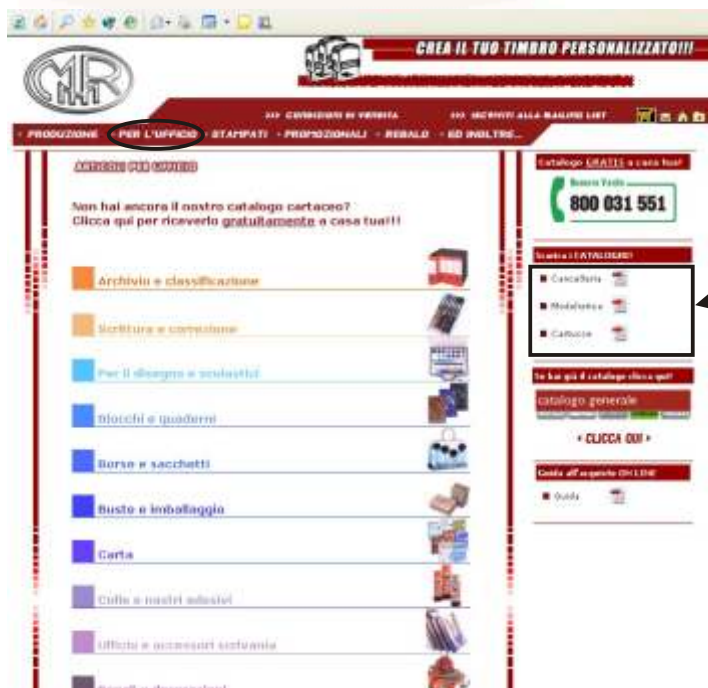 CREA IL TUO TIMBRO PERSONALIZZATO!!!
>>> CONDIZIONI DI VENDITA
>>> ISCRIVITI ALLA MAILING LIST
PRODUZIONE - PER L'UFFICIO - STAMPATI - PROMOZIONALI - REGALO - ED INOLTRE...
ARTICOLI PER UFFICIO
Non hai ancora il nostro catalogo cartaceo?
Clicca qui per riceverlo gratuitamente a casa tua!!!
Archivio e classificazione
Scrittura e correzione
Per il disegno e scolastici
Blocchi e quaderni
Borse e sacchetti
Buste e imballaggio
Carta
Colle e nastri adesivi
Ufficio e accessori scrivania
Catalogo GRATIS a casa tua!
Numero Verde
800 031 551
Scarica i CATALOGHI!
Cancelleria
Modulistica
Cartucce
Se hai già il catalogo clicca qui!
catalogo generale
CLICCA QUI
Guida all'acquisto ON LINE
Guida